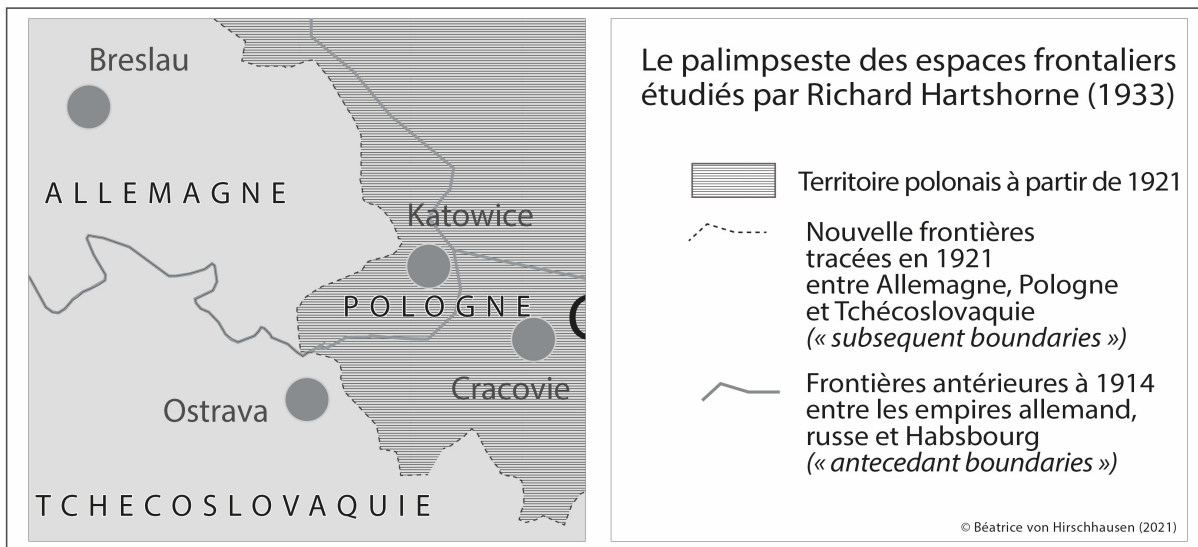 Breslau
ALLEMAGNE
Katowice
POLOGNE
Cracovie
Ostrava
TCHECOSLOVAQUIE
Le palimpseste des espaces frontaliers
étudiés par Richard Hartshorne (1933)
Territoire polonais à partir de 1921
Nouvelle frontières
tracées en 1921
entre Allemagne, Pologne
et Tchécoslovaquie
(« subsequent boundaries »)
Frontières antérieures à 1914
entre les empires allemand,
russe et Habsbourg
(« antecedant boundaries »)
© Béatrice von Hirschhausen (2021)